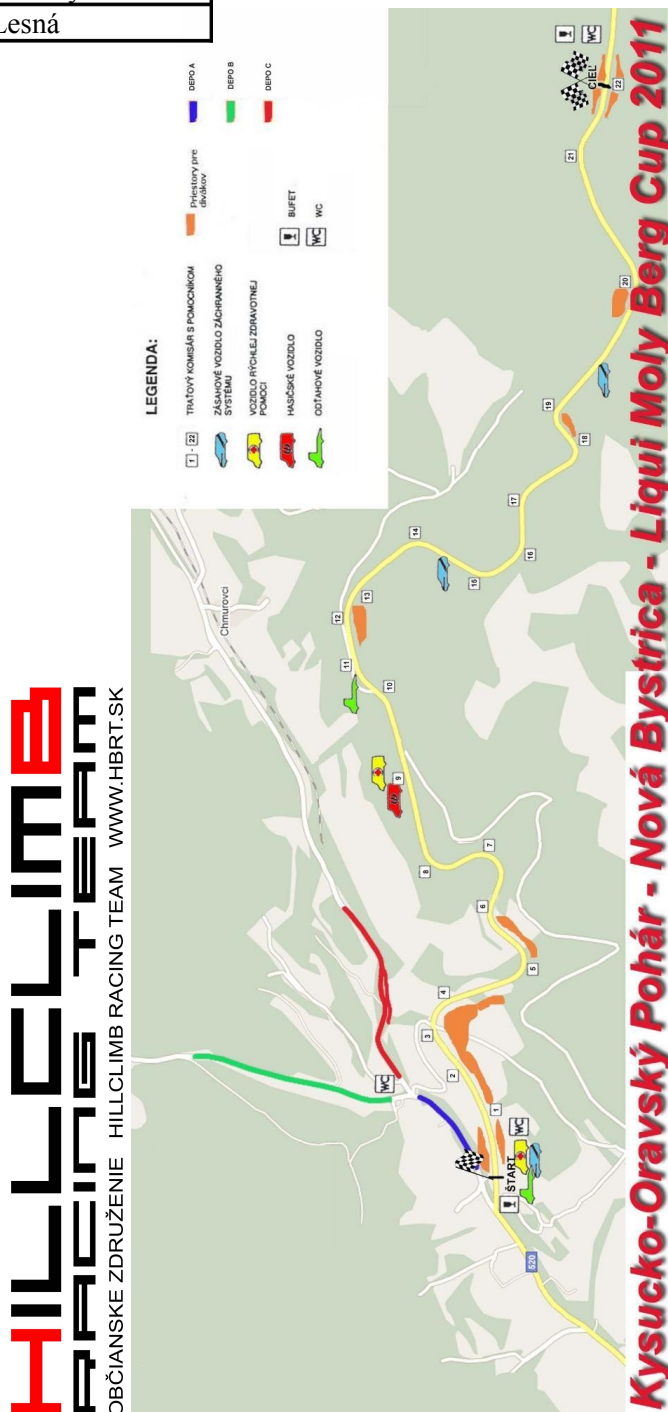 Lesná
HILLCLIMB
RACING TEAM
OBČIANSKE ZDRUŽENIE HILLCLIMB RACING TEAM WWW.HBRT.SK
LEGENDA:
1 - 22 TRAŤOVÝ KOMISÁR S POMOCNÍKOM
ZÁSAHOVÉ VOZIDLO ZÁCHRANNÉHO
SYSTÉMU
VOZIDLO RÝCHLEJ ZDRAVOTNEJ
POMOCI
HASIČSKÉ VOZIDLO
ODŤAHOVÉ VOZIDLO
Priestory pre
divákov
BUFET
WC WC
DEPO A
DEPO B
DEPO C
Chmurovci
WC
520
ŠTART
WC
1
2
3
4
5
6
7
8
9
10
11
12
13
14
15
16
17
18
19
20
21
22
CIEĽ
WC
Kysucko-Oravský Pohár - Nová Bystrica - Liqui Moly Berg Cup 2011